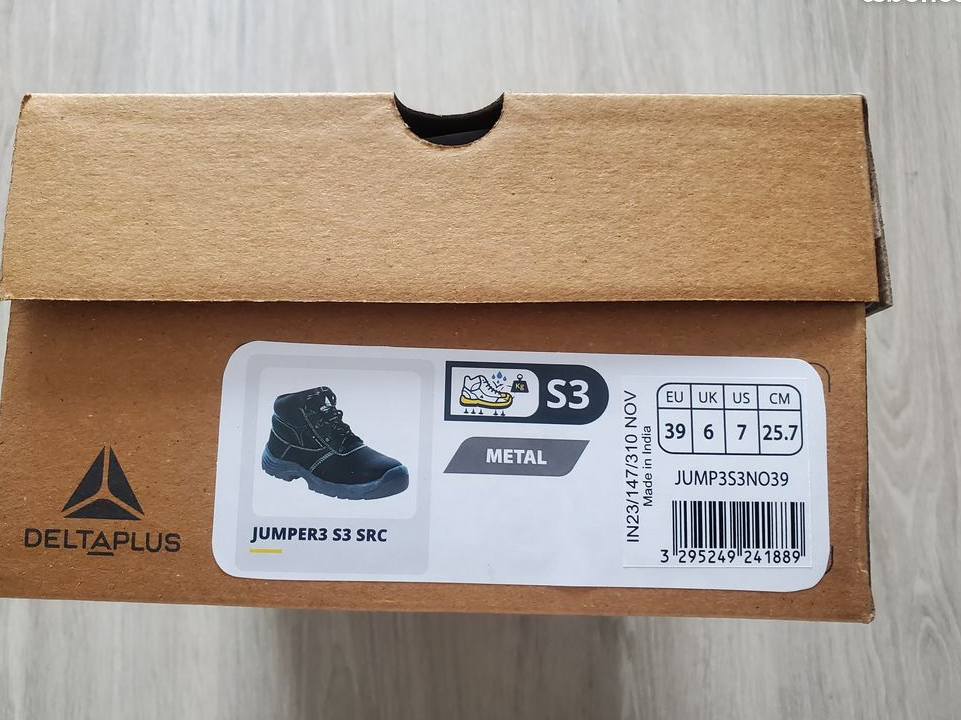 DELTAPLUS
JUMPER3 S3 SRC
Kg
S3
METAL
IN23/147/310 NOV
Made in India
EU UK US CM
39 6 7 25.7
JUMP3S3NO39
3 295249 241889